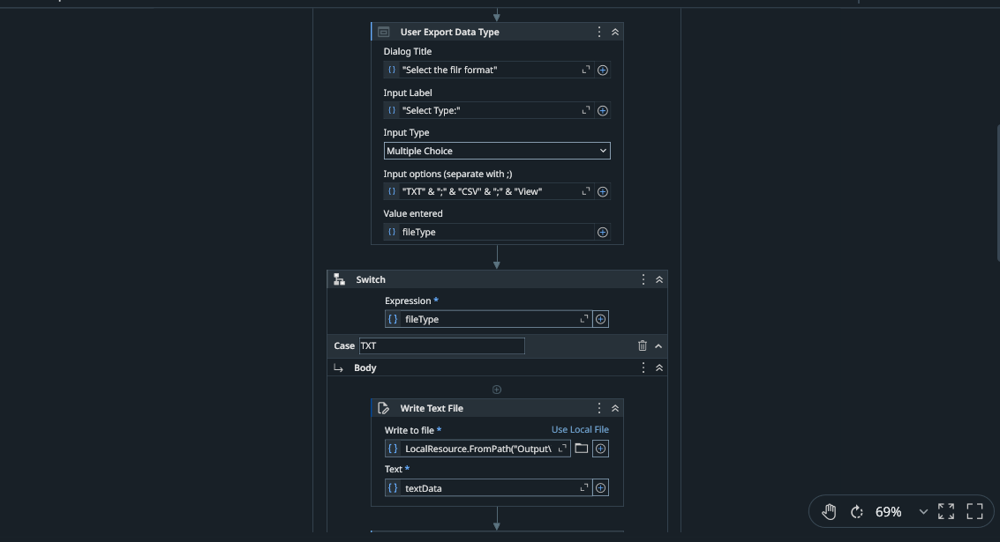 User Export Data Type
Dialog Title
"Select the filr format"
Input Label
"Select Type:"
Input Type
Multiple Choice
Input options (separate with ;)
"TXT" & ";" & "CSV" & ";" & "View"
Value entered
fileType
Switch
Expression *
fileType
Case TXT
Body
Write Text File
Write to file * Use Local File
LocalResource.FromPath("Output\
Text *
textData
69%